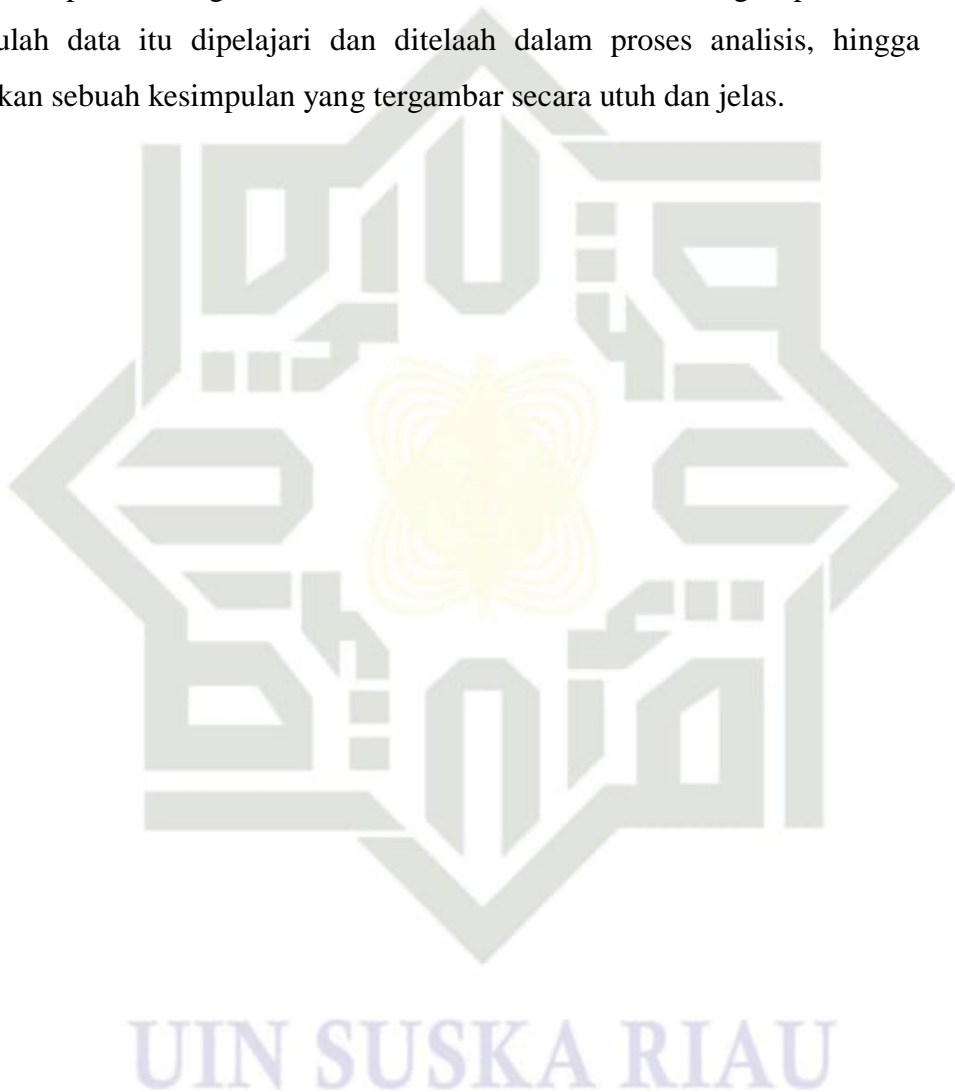 ulah data itu dipelajari dan ditelaah dalam proses analisis, hingga
kan sebuah kesimpulan yang tergambar secara utuh dan jelas.
UIN SUSKA RIAU